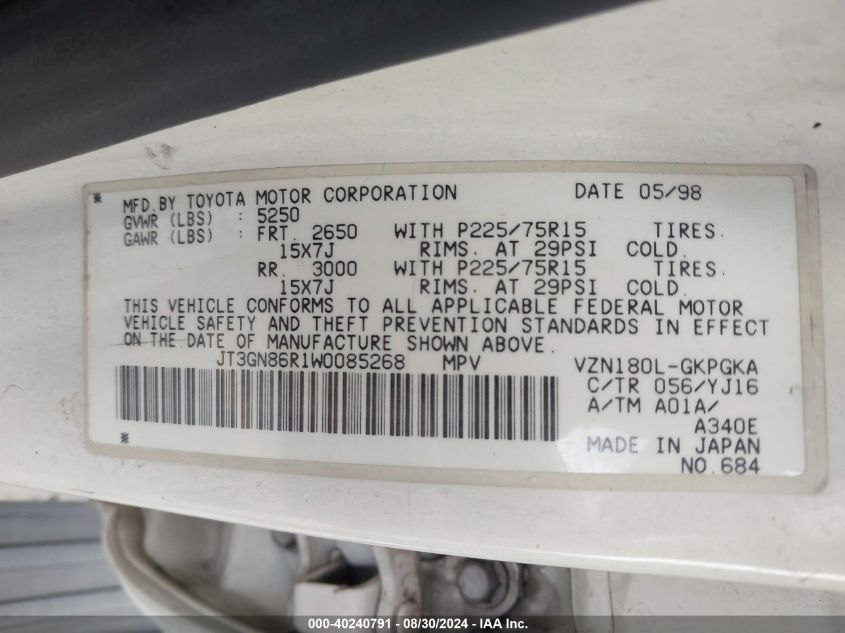 * MFD.BY TOYOTA MOTOR CORPORATION DATE 05/98
GVWR (LBS) : 5250
GAWR (LBS) : FRT. 2650 WITH P225/75R15 TIRES.
15X7J RIMS. AT 29PSI COLD.
RR. 3000 WITH P225/75R15 TIRES.
15X7J RIMS. AT 29PSI COLD.
THIS VEHICLE CONFORMS TO ALL APPLICABLE FEDERAL MOTOR
VEHICLE SAFETY AND THEFT PREVENTION STANDARDS IN EFFECT
ON THE DATE OF MANUFACTURE SHOWN ABOVE.
JT3GN86R1W0085268 MPV VZN180L-GKPGKA
C/TR 056/YJ16
A/TM A01A/
A340E
* MADE IN JAPAN
NO.684
000-40240791 - 08/30/2024 - IAAI Inc.